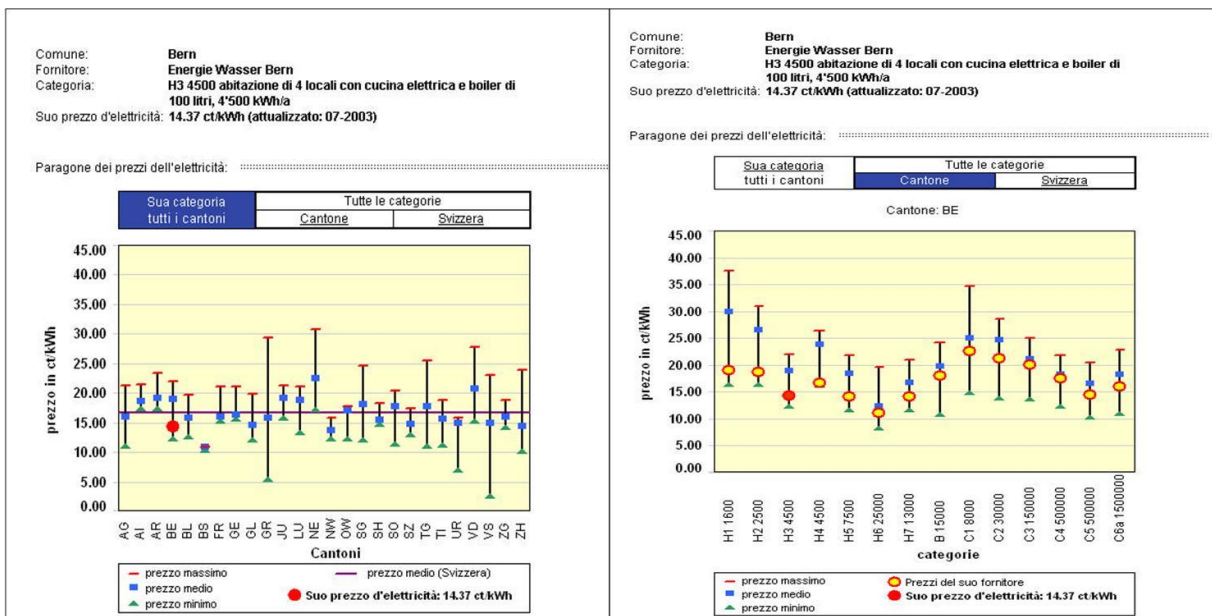 Comune: Bern
Fornitore: Energie Wasser Bern
Categoria: H3 4500 abitazione di 4 locali con cucina elettrica e boiler di
100 litri, 4'500 kWh/a
Suo prezzo d'elettricità: 14.37 ct/kWh (attualizzato: 07-2003)
Paragone dei prezzi dell'elettricità:
Sua categoria
tutti i cantoni
Tutte le categorie
Cantone Svizzera
45.00
40.00
35.00
30.00
25.00
20.00
15.00
10.00
5.00
0.00
prezzo in ct/kWh
AG AI AR BE BL BS FR GE GL GR JU LU NE NW OW SG SH SO SZ TG TI UR VD VS ZG ZH
Cantoni
prezzo massimo prezzo medio (Svizzera)
prezzo medio
prezzo minimo Suo prezzo d'elettricità: 14.37 ct/kWh
Comune: Bern
Fornitore: Energie Wasser Bern
Categoria: H3 4500 abitazione di 4 locali con cucina elettrica e boiler di
100 litri, 4'500 kWh/a
Suo prezzo d'elettricità: 14.37 ct/kWh (attualizzato: 07-2003)
Paragone dei prezzi dell'elettricità:
Sua categoria
tutti i cantoni
Tutte le categorie
Cantone Svizzera
Cantone: BE
45.00
40.00
35.00
30.00
25.00
20.00
15.00
10.00
5.00
0.00
prezzo in ct/kWh
H1 1600
H2 2500
H3 4500
H4 4500
H5 7500
H6 25000
H7 13000
B 15000
C1 8000
C2 30000
C3 150000
C4 500000
C5 500000
C6a 1500000
categorie
prezzo massimo Prezzi del suo fornitore
prezzo medio Suo prezzo d'elettricità: 14.37 ct/kWh
prezzo minimo